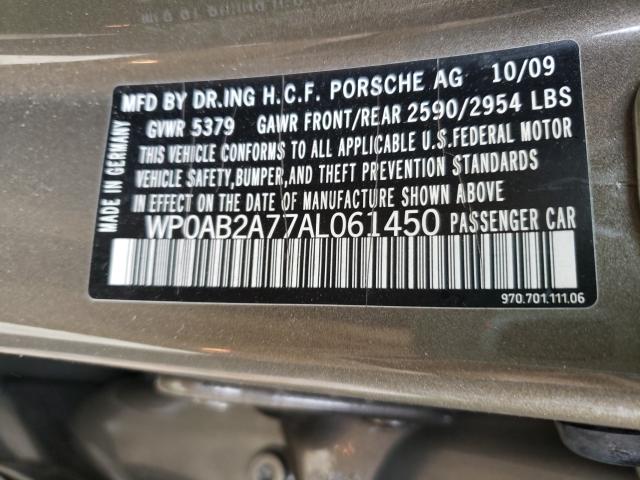 MFD BY DR.ING H.C.F. PORSCHE AG 10/09
GVWR 5379 GAWR FRONT/REAR 2590/2954 LBS
THIS VEHICLE CONFORMS TO ALL APPLICABLE U.S.FEDERAL MOTOR
VEHICLE SAFETY,BUMPER,AND THEFT PREVENTION STANDARDS
IN EFFECT ON THE DATE OF MANUFACTURE SHOWN ABOVE.
WP0AB2A77AL061450 PASSENGER CAR
970.701.111.06
MADE IN GERMANY